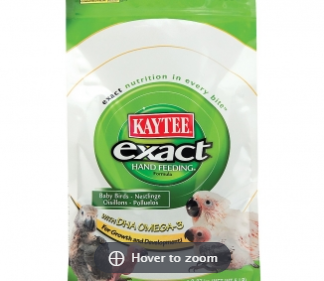 exact nutrition in every bite
KAYTEE
exact
HAND FEEDING
Formula
Baby Birds - Nestlings
Oisillons - Polluelos
WITH DHA OMEGA-3
For Growth and Development!
Hover to zoom